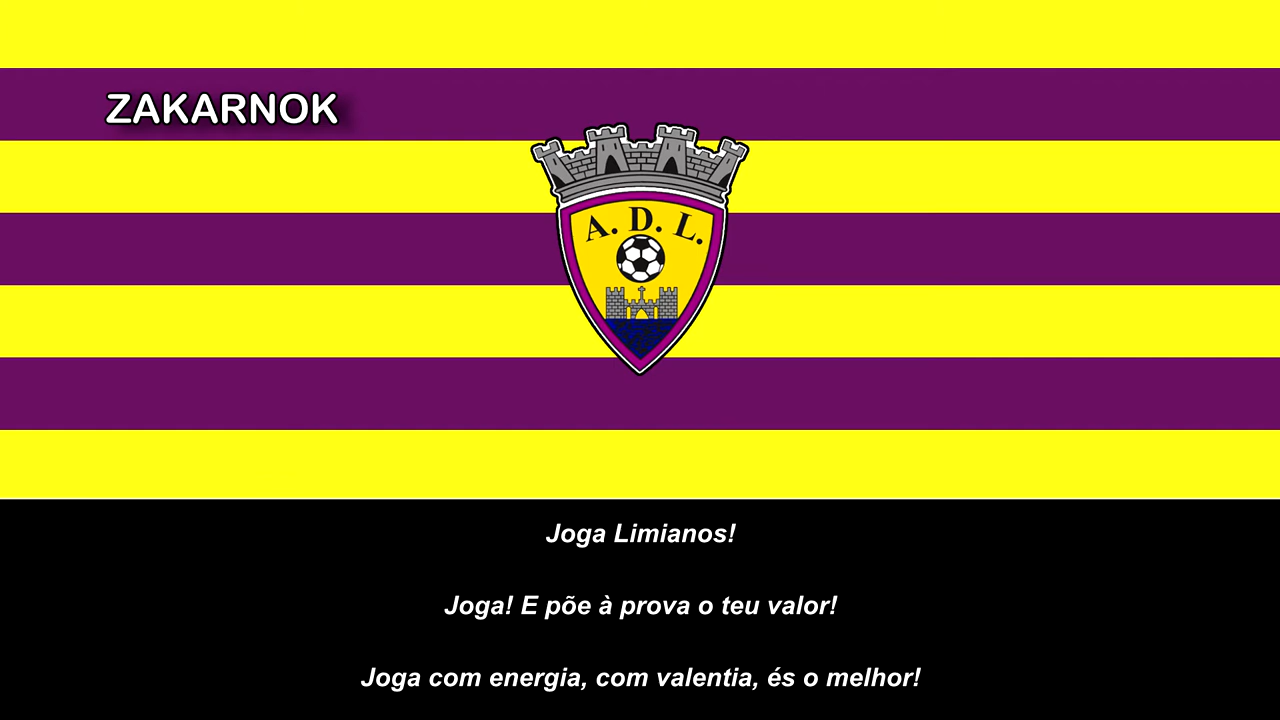 ZAKARNOK
A. D. L.
Joga Limianos!
Joga! E põe à prova o teu valor!
Joga com energia, com valentia, és o melhor!